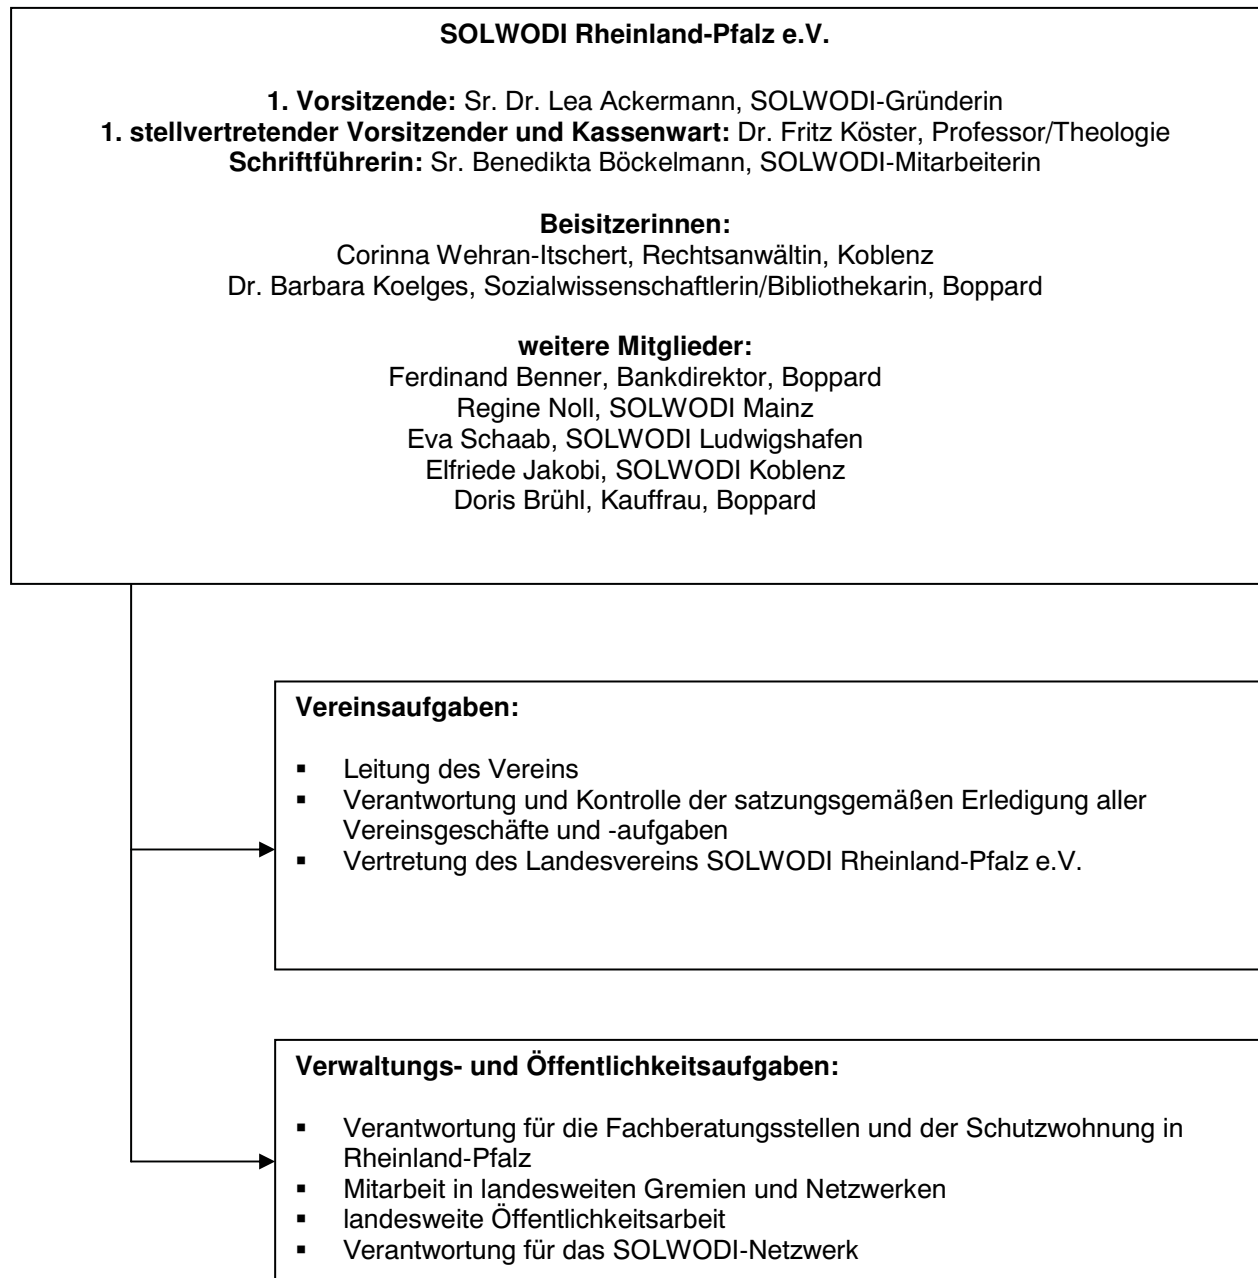 SOLWODI Rheinland-Pfalz e.V.
1. Vorsitzende: Sr. Dr. Lea Ackermann, SOLWODI-Gründerin
1. stellvertretender Vorsitzender und Kassenwart: Dr. Fritz Köster, Professor/Theologie
Schriftführerin: Sr. Benedikta Böckelmann, SOLWODI-Mitarbeiterin
Beisitzerinnen:
Corinna Wehran-Itschert, Rechtsanwältin, Koblenz
Dr. Barbara Koelges, Sozialwissenschaftlerin/Bibliothekarin, Boppard
weitere Mitglieder:
Ferdinand Benner, Bankdirektor, Boppard
Regine Noll, SOLWODI Mainz
Eva Schaab, SOLWODI Ludwigshafen
Elfriede Jakobi, SOLWODI Koblenz
Doris Brühl, Kauffrau, Boppard
Vereinsaufgaben:
▪ Leitung des Vereins
▪ Verantwortung und Kontrolle der satzungsgemäßen Erledigung aller
Vereinsgeschäfte und -aufgaben
▪ Vertretung des Landesvereins SOLWODI Rheinland-Pfalz e.V.
Verwaltungs- und Öffentlichkeitsaufgaben:
▪ Verantwortung für die Fachberatungsstellen und der Schutzwohnung in
Rheinland-Pfalz
▪ Mitarbeit in landesweiten Gremien und Netzwerken
▪ landesweite Öffentlichkeitsarbeit
▪ Verantwortung für das SOLWODI-Netzwerk